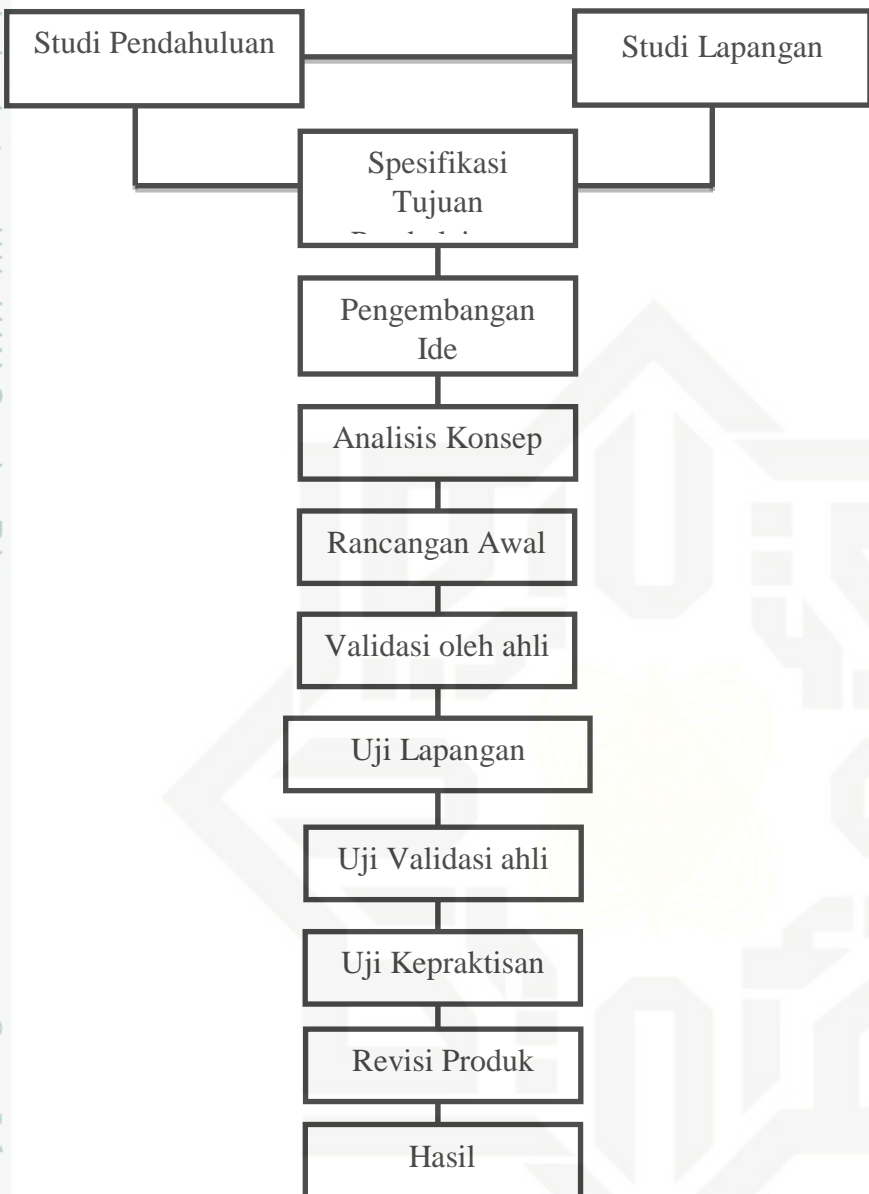 Studi Pendahuluan
Studi Lapangan
Spesifikasi
Tujuan
Pengembangan
Ide
Analisis Konsep
Rancangan Awal
Validasi oleh ahli
Uji Lapangan
Uji Validasi ahli
Uji Kepraktisan
Revisi Produk
Hasil